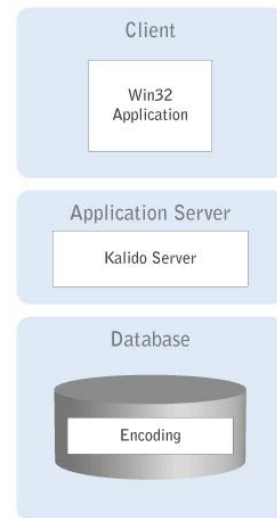 Client
Win32
Application
Application Server
Kalido Server
Database
Encoding